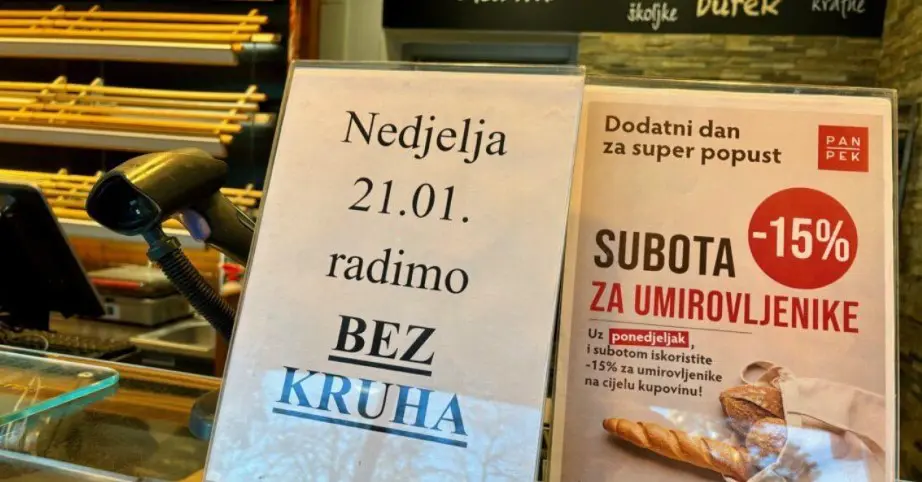 školjke
burek
krafne
Nedjelja
21.01.
radimo
BEZ
KRUHA
Dodatni dan
za super popust
PAN
PEK
-15%
SUBOTA
ZA UMIROVLJENIKE
Uz ponedjeljak,
i subotom iskoristite
-15% za umirovljenike
na cijelu kupovinu!